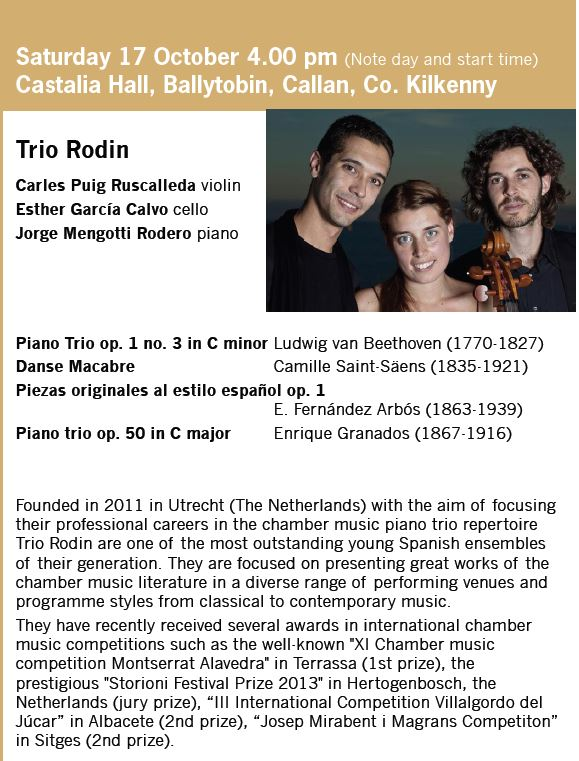 Saturday 17 October 4.00 pm (Note day and start time)
Castalia Hall, Ballytobin, Callan, Co. Kilkenny
Trio Rodin
Carles Puig Ruscalleda violin
Esther García Calvo cello
Jorge Mengotti Rodero piano
Piano Trio op. 1 no. 3 in C minor Ludwig van Beethoven (1770-1827)
Danse Macabre Camille Saint-Säens (1835-1921)
Piezas originales al estilo español op. 1
E. Fernández Arbós (1863-1939)
Piano trio op. 50 in C major Enrique Granados (1867-1916)
Founded in 2011 in Utrecht (The Netherlands) with the aim of focusing
their professional careers in the chamber music piano trio repertoire
Trio Rodin are one of the most outstanding young Spanish ensembles
of their generation. They are focused on presenting great works of the
chamber music literature in a diverse range of performing venues and
programme styles from classical to contemporary music.
They have recently received several awards in international chamber
music competitions such as the well-known "XI Chamber music
competition Montserrat Alavedra" in Terrassa (1st prize), the
prestigious "Storioni Festival Prize 2013" in Hertogenbosch, the
Netherlands (jury prize), “III International Competition Villalgordo del
Júcar” in Albacete (2nd prize), “Josep Mirabent i Magrans Competiton”
in Sitges (2nd prize).